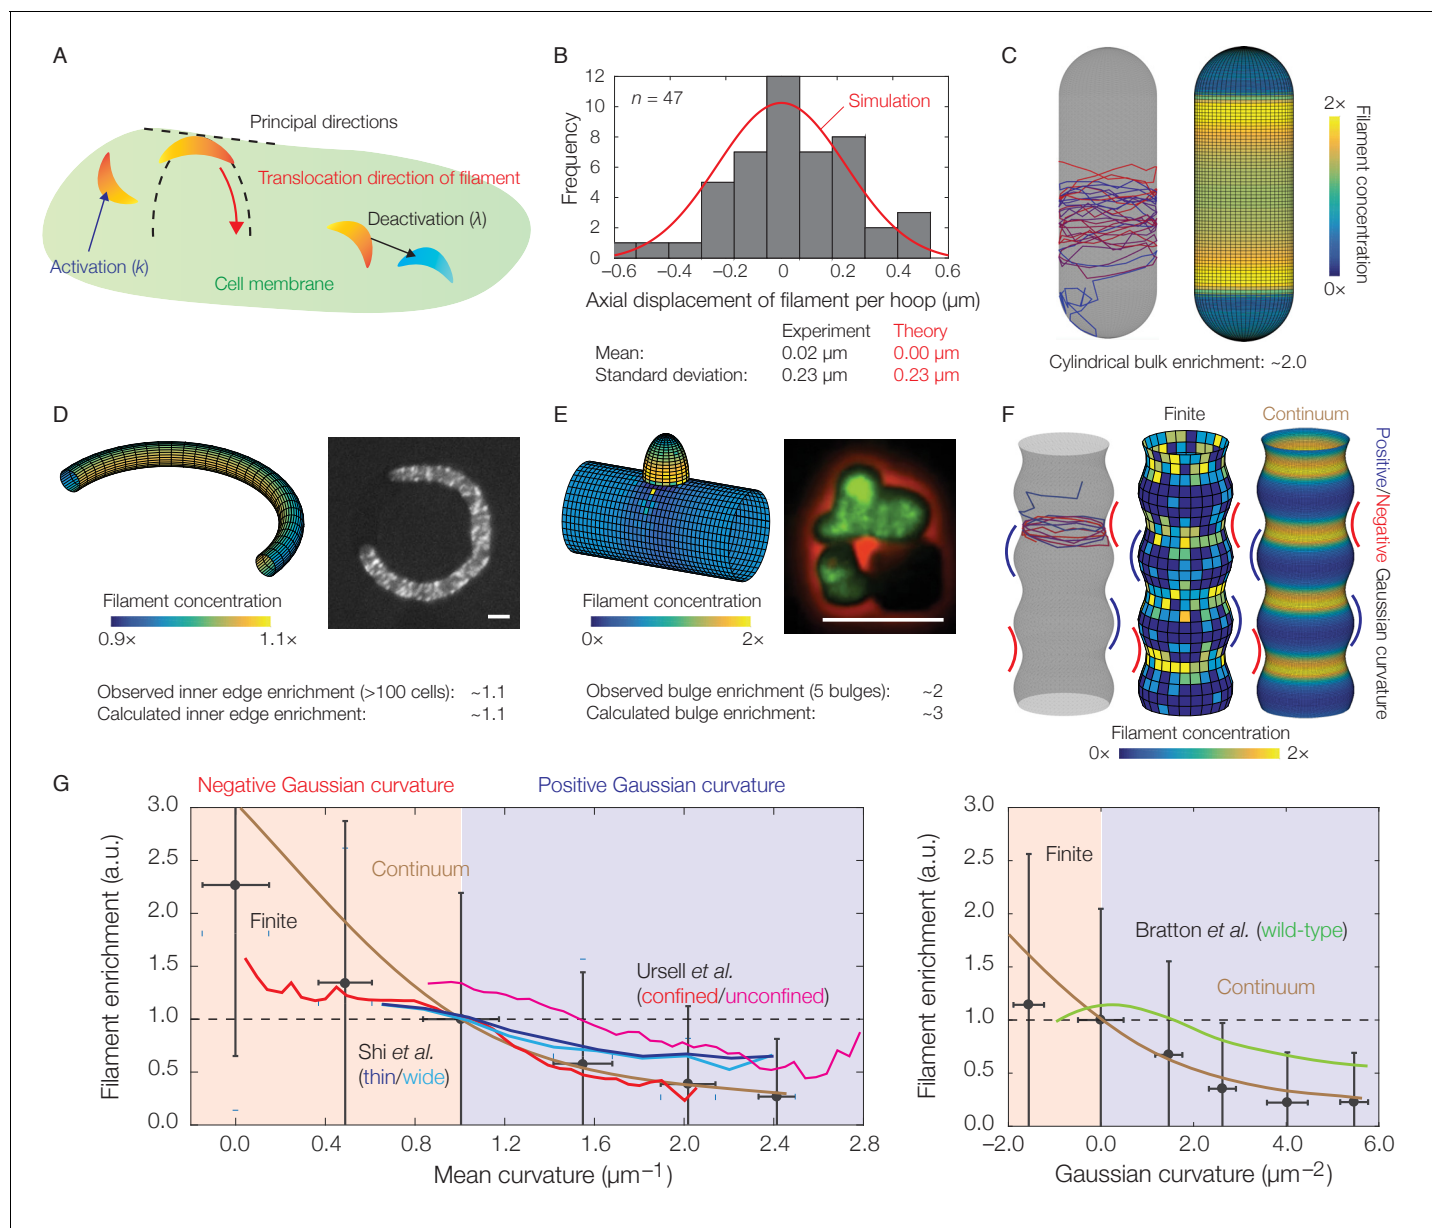 A
Principal directions
Translocation direction of filament
Deactivation (λ)
Activation (k)
Cell membrane
B
n = 47
Simulation
Frequency
12
10
8
6
4
2
0
−0.6
−0.2
0
0.2
0.6
Axial displacement of filament per hoop (µm)
Experiment Theory
Mean: 0.02 µm 0.00 µm
Standard deviation: 0.23 µm 0.23 µm
C
2×
0×
Filament concentration
Cylindrical bulk enrichment: ~2.0
D
Filament concentration
0.9× 1.1×
Observed inner edge enrichment (>100 cells): ~1.1
Calculated inner edge enrichment: ~1.1
E
Filament concentration
0× 2×
Observed bulge enrichment (5 bulges): ~2
Calculated bulge enrichment: ~3
F
Finite
Continuum
Positive/Negative Gaussian curvature
Filament concentration
0× 2×
G
Negative Gaussian curvature
Positive Gaussian curvature
Filament enrichment (a.u.)
3.0
2.5
2.0
1.5
1.0
0.5
0.0
Continuum
Finite
Ursell et al.
(confined/unconfined)
Shi et al.
(thin/wide)
0.0 0.4 0.8 1.2 1.6 2.0 2.4 2.8
Mean curvature (µm−1)
Filament enrichment (a.u.)
3.0
2.5
2.0
1.5
1.0
0.5
0.0
Finite
Bratton et al. (wild-type)
Continuum
−2.0 0.0 2.0 4.0 6.0
Gaussian curvature (µm−2)